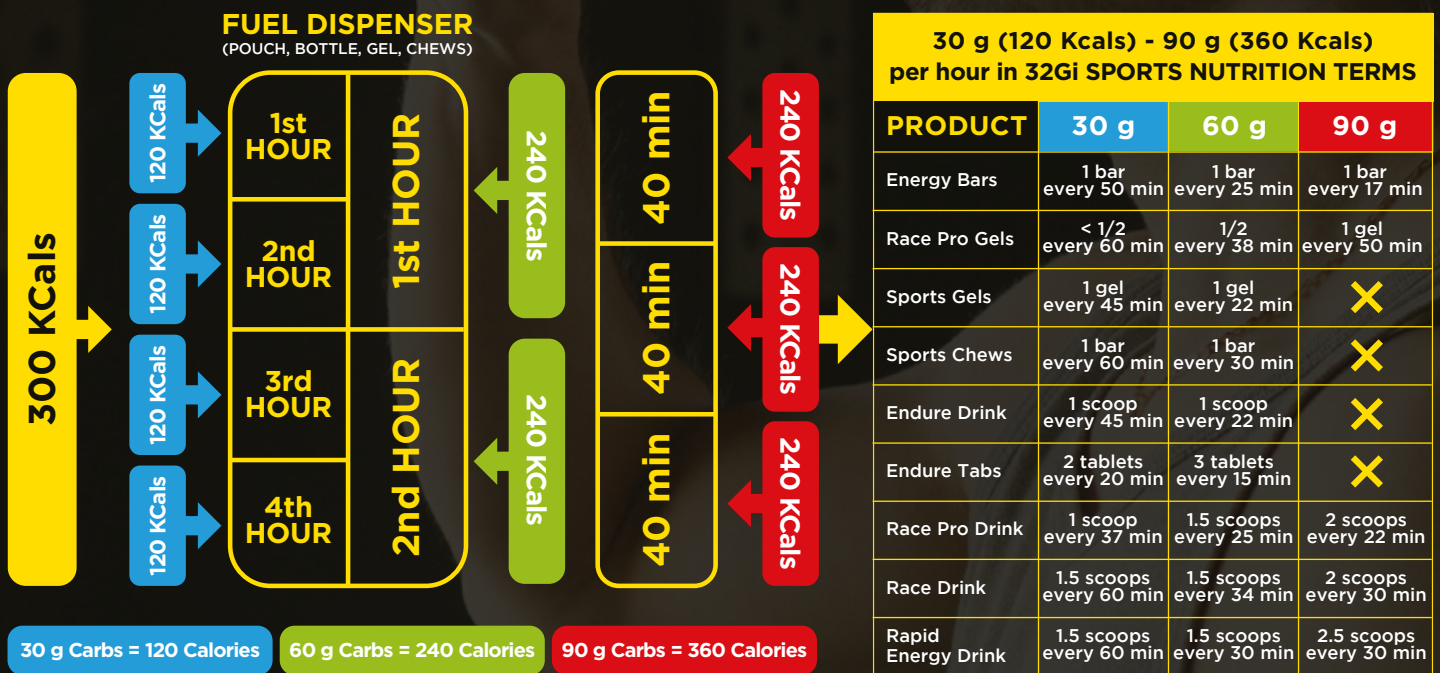 FUEL DISPENSER
(POUCH, BOTTLE, GEL, CHEWS)
300 KCals
120 KCals
120 KCals
120 KCals
120 KCals
1st
HOUR
2nd
HOUR
3rd
HOUR
4th
HOUR
1st HOUR
2nd HOUR
240 KCals
240 KCals
40 min
40 min
40 min
240 KCals
240 KCals
240 KCals
30 g Carbs = 120 Calories
60 g Carbs = 240 Calories
90 g Carbs = 360 Calories
30 g (120 Kcals) - 90 g (360 Kcals)
per hour in 32Gi SPORTS NUTRITION TERMS
PRODUCT 30 g 60 g 90 g
Energy Bars
1 bar
every 50 min
1 bar
every 25 min
1 bar
every 17 min
Race Pro Gels
< 1/2
every 60 min
1/2
every 38 min
1 gel
every 50 min
Sports Gels
1 gel
every 45 min
1 gel
every 22 min
Sports Chews
1 bar
every 60 min
1 bar
every 30 min
Endure Drink
1 scoop
every 45 min
1 scoop
every 22 min
Endure Tabs
2 tablets
every 20 min
3 tablets
every 15 min
Race Pro Drink
1 scoop
every 37 min
1.5 scoops
every 25 min
2 scoops
every 22 min
Race Drink
1.5 scoops
every 60 min
1.5 scoops
every 34 min
2 scoops
every 30 min
Rapid
Energy Drink
1.5 scoops
every 60 min
1.5 scoops
every 30 min
2.5 scoops
every 30 min